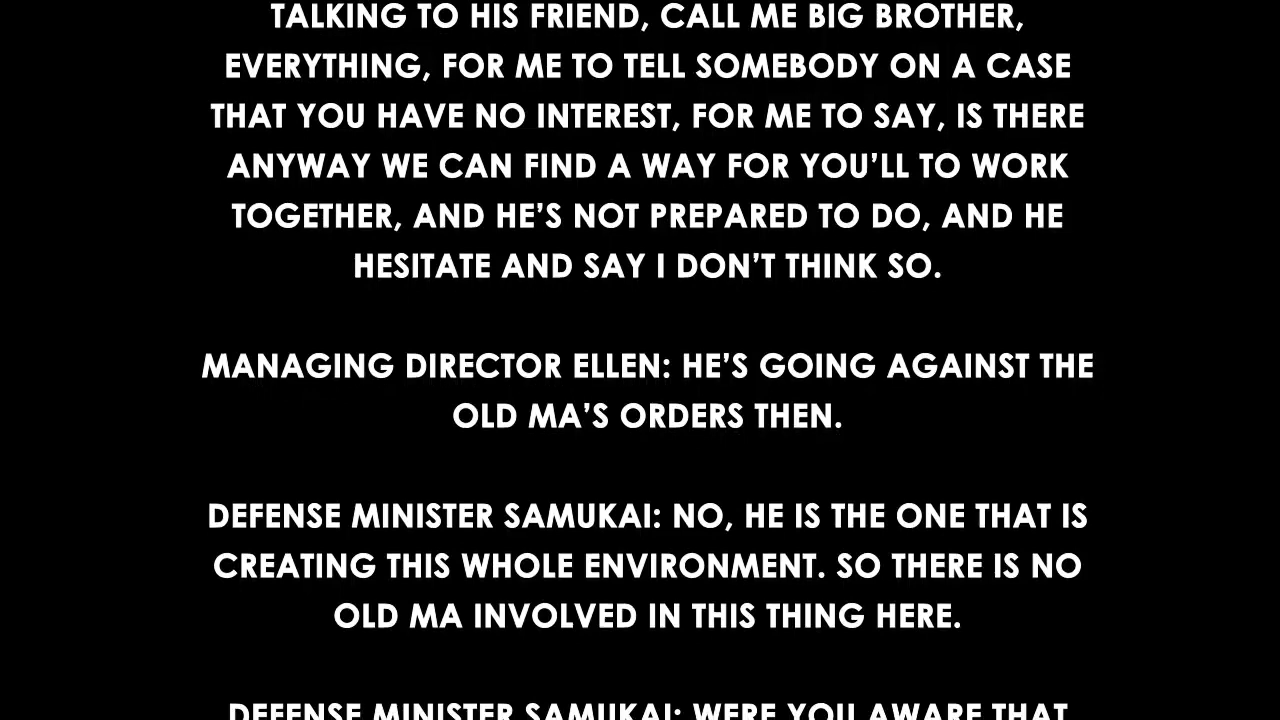 TALKING TO HIS FRIEND, CALL ME BIG BROTHER,
EVERYTHING, FOR ME TO TELL SOMEBODY ON A CASE
THAT YOU HAVE NO INTEREST, FOR ME TO SAY, IS THERE
ANYWAY WE CAN FIND A WAY FOR YOU’LL TO WORK
TOGETHER, AND HE’S NOT PREPARED TO DO, AND HE
HESITATE AND SAY I DON’T THINK SO.
MANAGING DIRECTOR ELLEN: HE’S GOING AGAINST THE
OLD MA’S ORDERS THEN.
DEFENSE MINISTER SAMUKAI: NO, HE IS THE ONE THAT IS
CREATING THIS WHOLE ENVIRONMENT. SO THERE IS NO
OLD MA INVOLVED IN THIS THING HERE.
DEFENSE MINISTER SAMUKAI: WERE YOU AWARE THAT